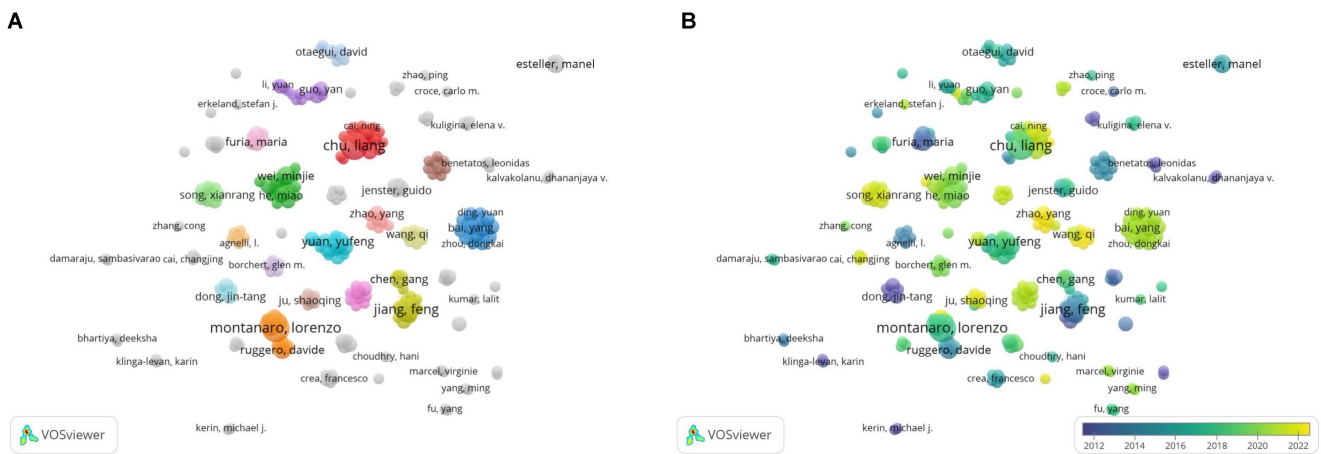 A
otaegui, david
esteller, manel
zhao, ping
li, yuan
guo, yan
croce, carlo m.
erkeland, stefan j.
cai, ning
kuligina, elena v.
furia, maria
chu, liang
benetatos, leonidas
wei, minjie
kalvakolanu, dhananjaya v.
song, xianrang
he, miao
jenster, guido
zhao, yang
ding, yuan
zhang, cong
bai, yang
agnelli, l.
yuan, yufeng
wang, qi
zhou, dongkai
damaraju, sambasivarao
cai, changjing
borchert, glen m.
chen, gang
dong, jin-tang
ju, shaoqing
kumar, lalit
jiang, feng
montanaro, lorenzo
bhartiya, deeksha
ruggero, davide
klinga-levan, karin
choudhry, hani
crea, francesco
marcel, virginie
yang, ming
fu, yang
kerin, michael j.
VOSviewer
B
otaegui, david
esteller, manel
zhao, ping
li, yuan
guo, yan
croce, carlo m.
erkeland, stefan j.
cai, ning
kuligina, elena v.
furia, maria
chu, liang
benetatos, leonidas
wei, minjie
kalvakolanu, dhananjaya v.
song, xianrang
he, miao
jenster, guido
zhao, yang
ding, yuan
zhang, cong
bai, yang
agnelli, l.
yuan, yufeng
wang, qi
zhou, dongkai
damaraju, sambasivarao
cai, changjing
borchert, glen m.
chen, gang
dong, jin-tang
ju, shaoqing
kumar, lalit
jiang, feng
montanaro, lorenzo
bhartiya, deeksha
ruggero, davide
klinga-levan, karin
choudhry, hani
crea, francesco
marcel, virginie
yang, ming
fu, yang
kerin, michael j.
VOSviewer
2012 2014 2016 2018 2020 2022